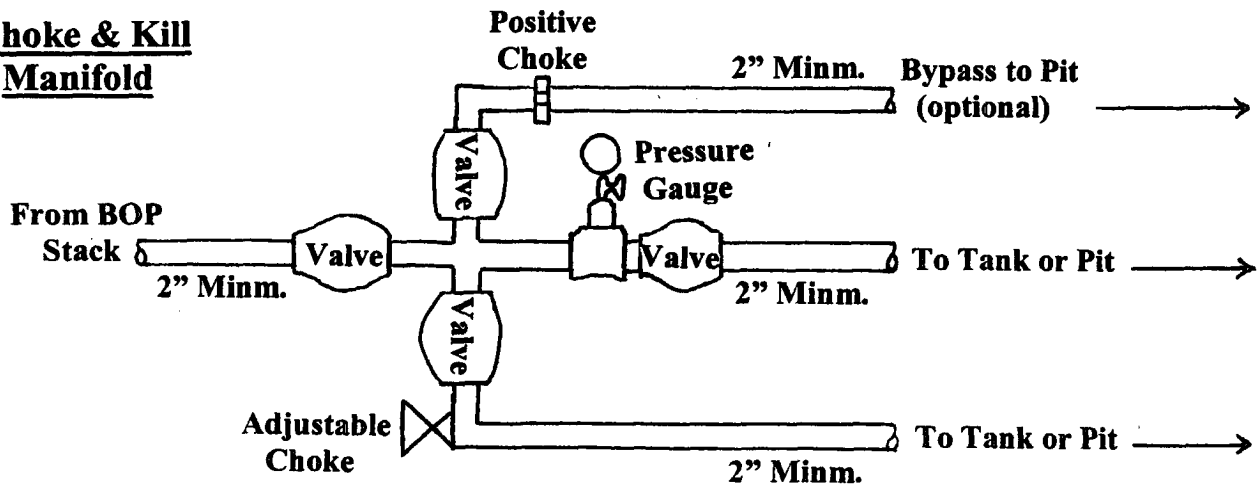 hoke & Kill
Manifold
Positive
Choke
2" Minm.
Bypass to Pit
(optional)
Valve
Pressure
Gauge
From BOP
Stack
Valve
Valve
To Tank or Pit
2" Minm.
2" Minm.
Valve
Adjustable
Choke
To Tank or Pit
2" Minm.